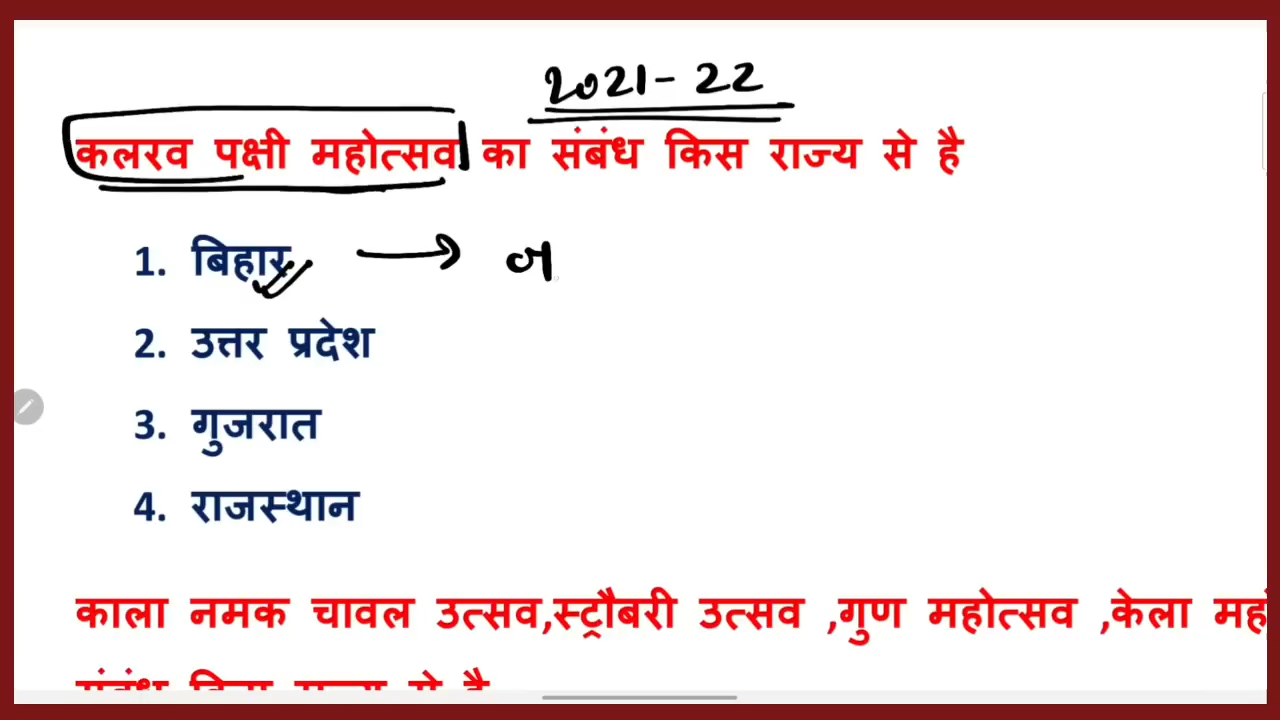 2021-22
कलरव पक्षी महोत्सव का संबंध किस राज्य से है
1. बिहार → ज
2. उत्तर प्रदेश
3. गुजरात
4. राजस्थान
काला नमक चावल उत्सव,स्ट्रौबरी उत्सव ,गुण महोत्सव ,केला